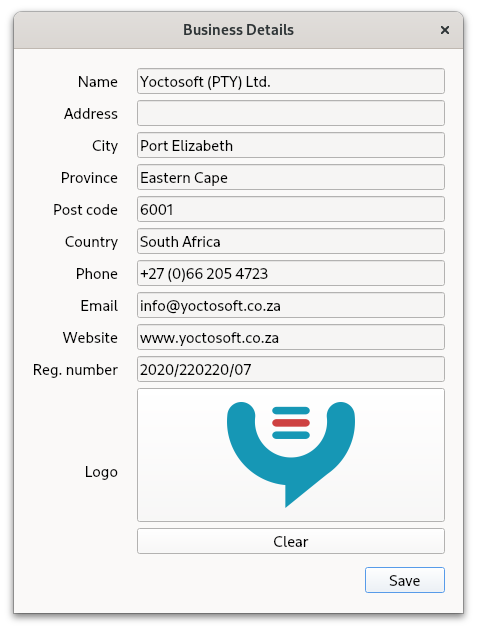 Business Details
Name Yoctosoft (PTY) Ltd.
Address
City Port Elizabeth
Province Eastern Cape
Post code 6001
Country South Africa
Phone +27 (0)66 205 4723
Email info@yoctosoft.co.za
Website www.yoctosoft.co.za
Reg. number 2020/220220/07
Logo
Clear
Save